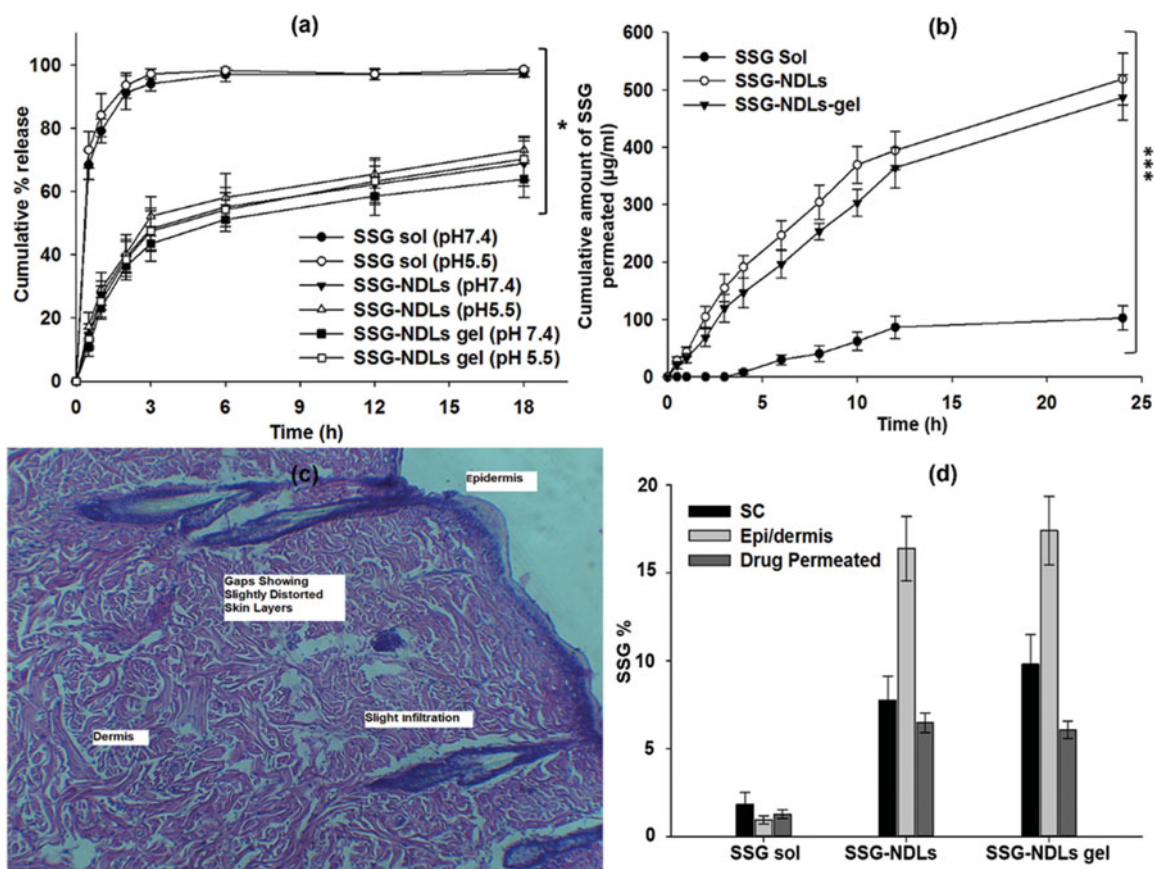 (a)
Cumulative % release
100
80
60
40
20
0
*
SSG sol (pH7.4)
SSG sol (pH5.5)
SSG-NDLs (pH7.4)
SSG-NDLs (pH5.5)
SSG-NDLs gel (pH 7.4)
SSG-NDLs gel (pH 5.5)
0 3 6 12 18
Time (h)
(b)
Cumulative amount of SSG
permeated (µg/ml)
600
500
400
300
200
100
0
SSG Sol
SSG-NDLs
SSG-NDLs-gel
***
0 5 10 15 20 25
Time (h)
(c)
Epidermis
Gaps Showing
Slightly Distorted
Skin Layers
Slight infiltration
Dermis
(d)
SSG %
20
15
10
5
0
SC
Epi/dermis
Drug Permeated
SSG sol SSG-NDLs SSG-NDLs gel